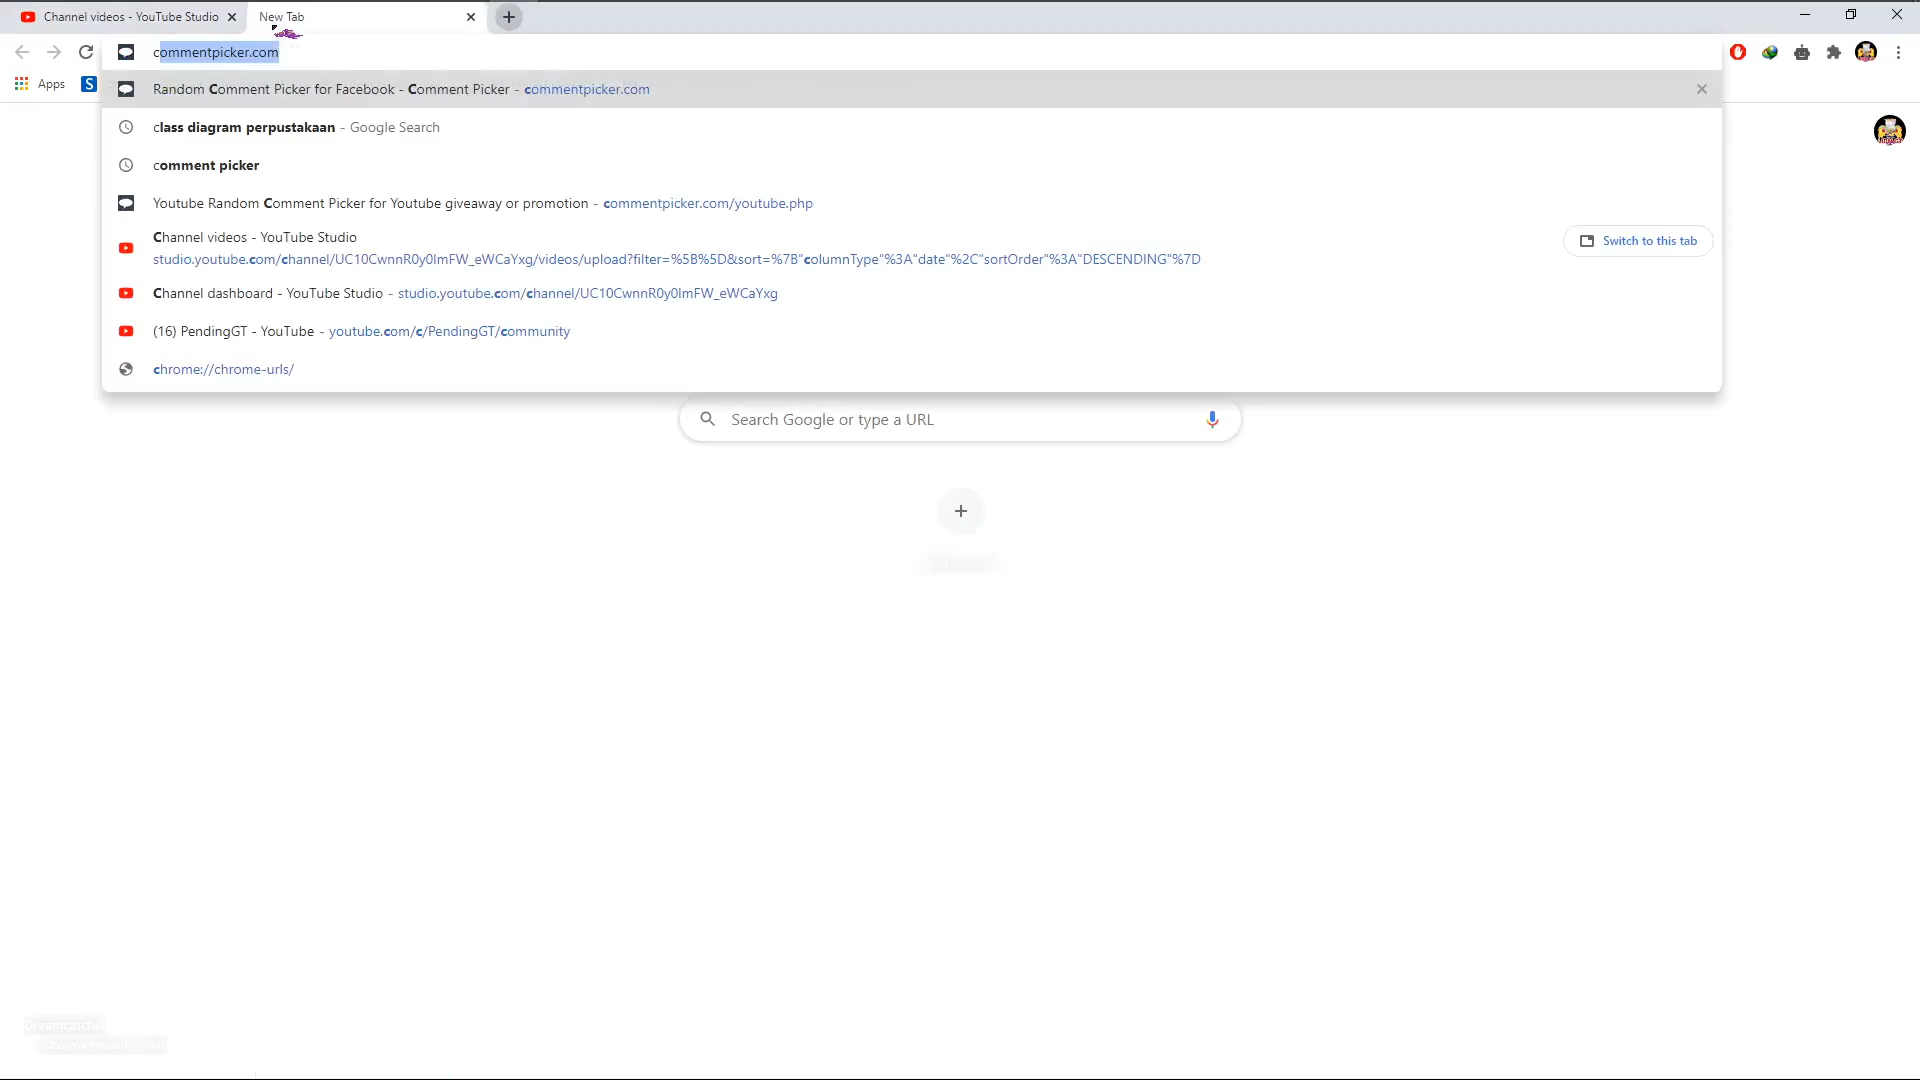 Channel videos - YouTube Studio
New Tab
commentpicker.com
Apps
S
Random Comment Picker for Facebook - Comment Picker - commentpicker.com
class diagram perpustakaan - Google Search
comment picker
Youtube Random Comment Picker for Youtube giveaway or promotion - commentpicker.com/youtube.php
Channel videos - YouTube Studio
studio.youtube.com/channel/UC10CwnnR0y0lmFW_eWCaYxg/videos/upload?filter=%5B%5D&sort=%7B"columnType"%3A"date"%2C"sortOrder"%3A"DESCENDING"%7D
Switch to this tab
Channel dashboard - YouTube Studio - studio.youtube.com/channel/UC10CwnnR0y0lmFW_eWCaYxg
(16) PendingGT - YouTube - youtube.com/c/PendingGT/community
chrome://chrome-urls/
Search Google or type a URL
Dreamcatcher